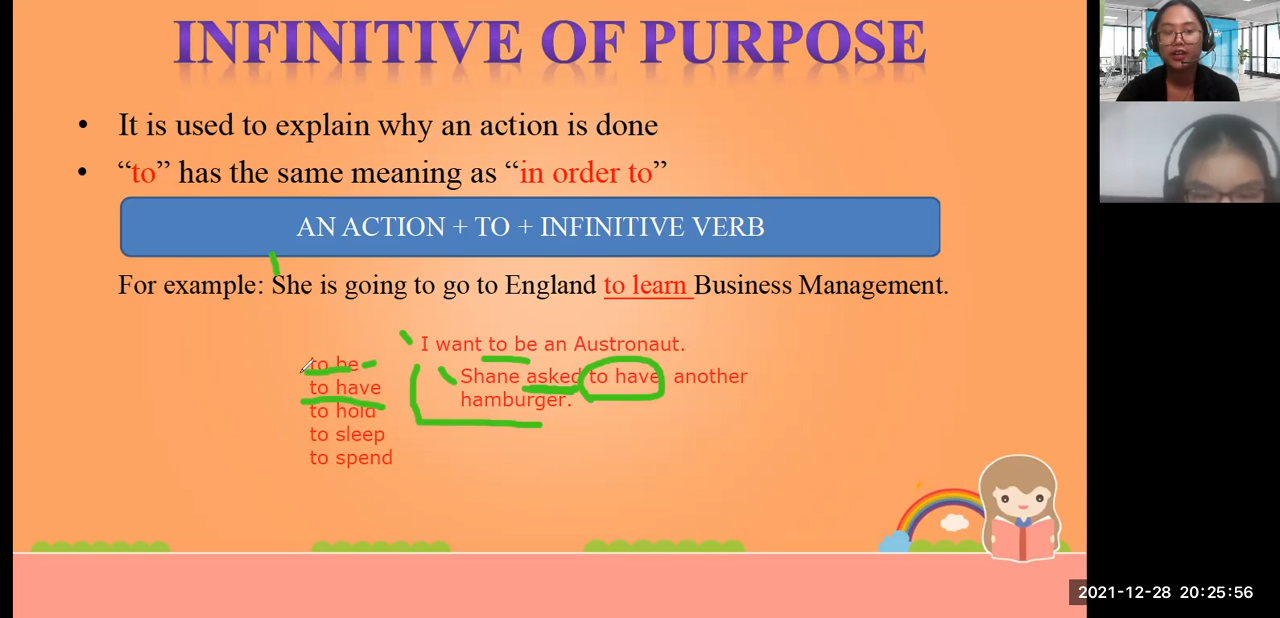 INFINITIVE OF PURPOSE
• It is used to explain why an action is done
• “to” has the same meaning as “in order to”
AN ACTION + TO + INFINITIVE VERB
For example: She is going to go to England to learn Business Management.
I want to be an Austronaut.
to be
Shane asked to have another
to have
hamburger.
to hold
to sleep
to spend
2021-12-28 20:25:56